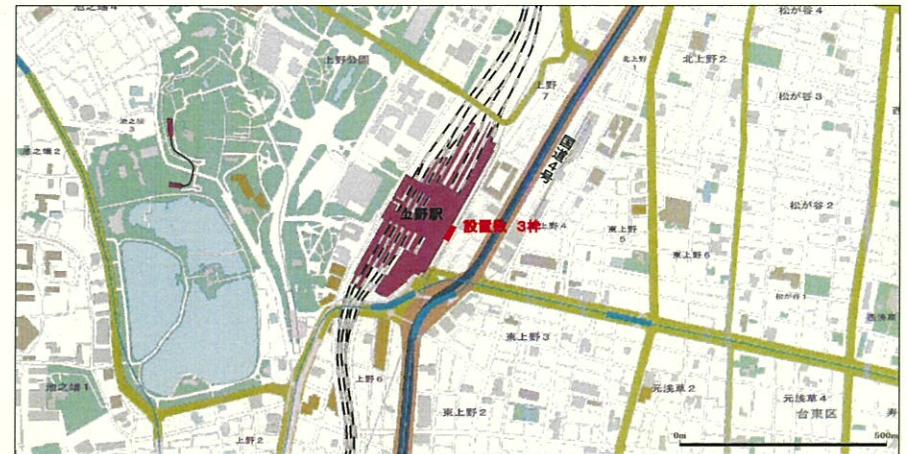 池之端4
松が谷4
上野公園
北上野
1
北上野2
上野
7
松が谷3
池之端
3
池之端2
国道4号
上野駅
設置数 3枠
上野4
東上野
5
松が谷2
東上野6
松が谷1
西浅草
東上野3
池之端1
上野6
元浅草2
東上野2
元浅草4
台東区
寿
上野2
0m
500m